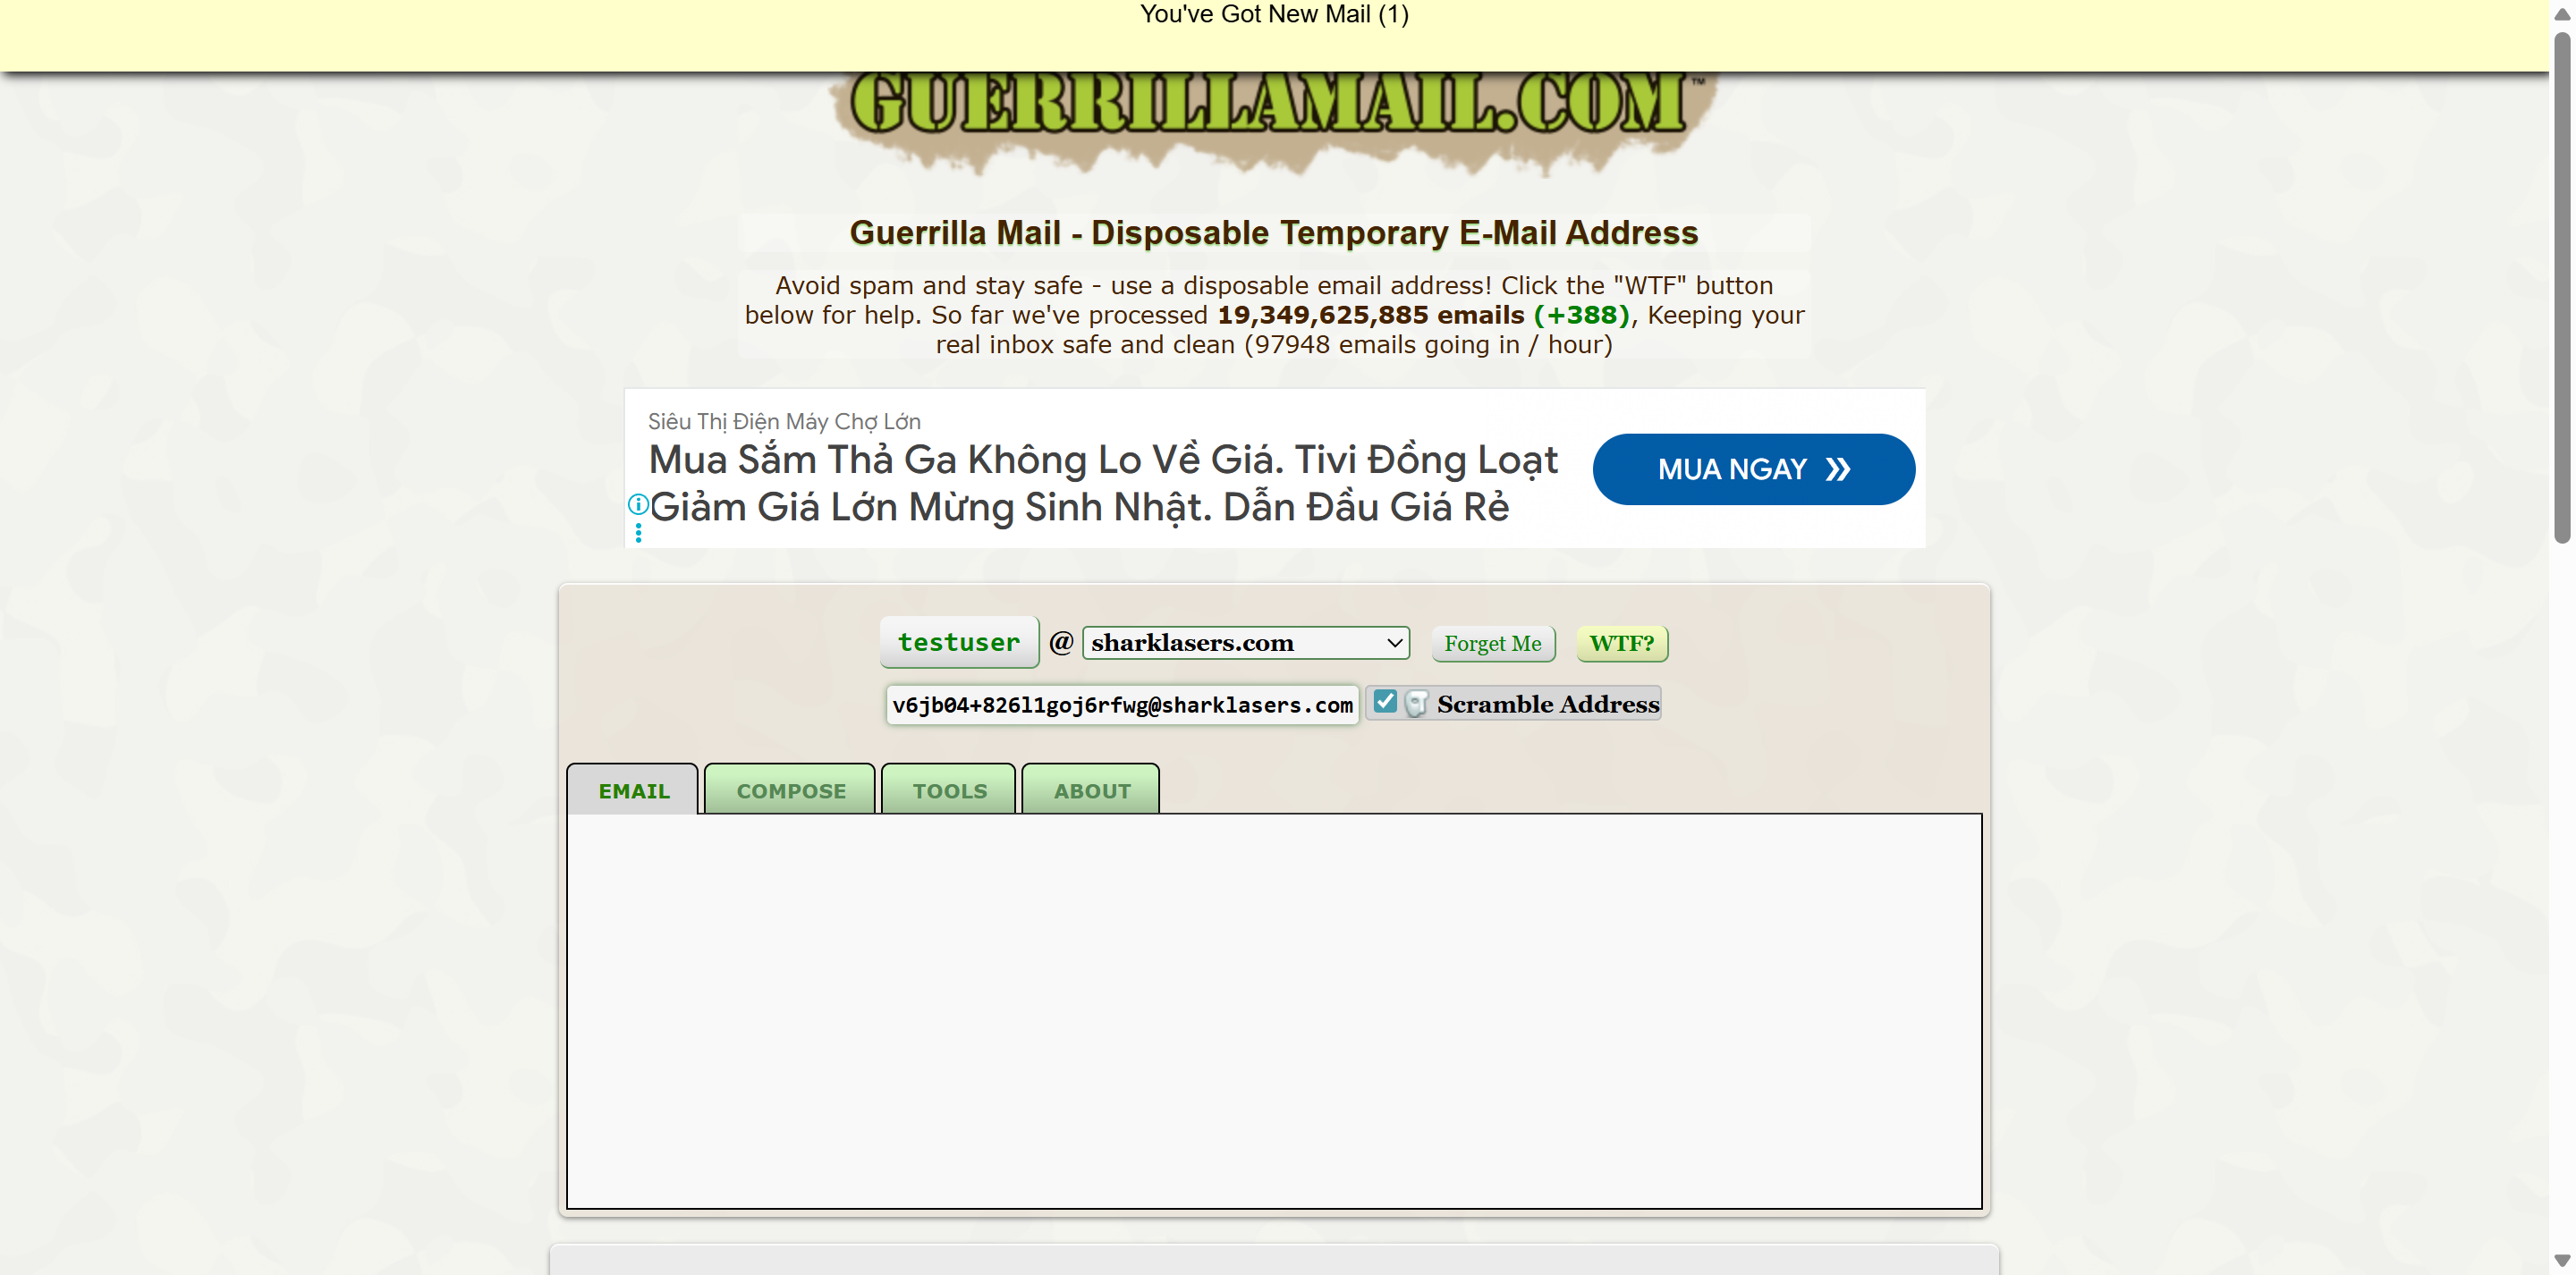 You've Got New Mail (1)
GUERRILLAMAIL.COM™
Guerrilla Mail - Disposable Temporary E-Mail Address
Avoid spam and stay safe - use a disposable email address! Click the "WTF" button
below for help. So far we've processed 19,349,625,885 emails (+388), Keeping your
real inbox safe and clean (97948 emails going in / hour)
Siêu Thị Điện Máy Chợ Lớn
Mua Sắm Thả Ga Không Lo Về Giá. Tivi Đồng Loạt
Giảm Giá Lớn Mừng Sinh Nhật. Dẫn Đầu Giá Rẻ
MUA NGAY
testuser @ sharklasers.com Forget Me WTF?
v6jb04+826l1goj6rfwg@sharklasers.com Scramble Address
EMAIL COMPOSE TOOLS ABOUT